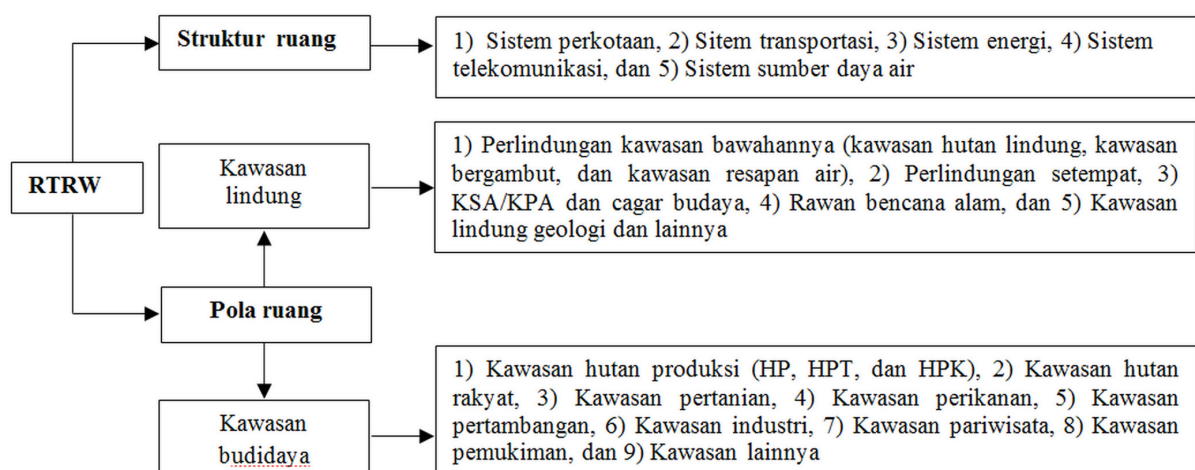 Struktur ruang
1) Sistem perkotaan, 2) Sitem transportasi, 3) Sistem energi, 4) Sistem
telekomunikasi, dan 5) Sistem sumber daya air
RTRW
Kawasan
lindung
1) Perlindungan kawasan bawahannya (kawasan hutan lindung, kawasan
bergambut, dan kawasan resapan air), 2) Perlindungan setempat, 3)
KSA/KPA dan cagar budaya, 4) Rawan bencana alam, dan 5) Kawasan
lindung geologi dan lainnya
Pola ruang
Kawasan
budidaya
1) Kawasan hutan produksi (HP, HPT, dan HPK), 2) Kawasan hutan
rakyat, 3) Kawasan pertanian, 4) Kawasan perikanan, 5) Kawasan
pertambangan, 6) Kawasan industri, 7) Kawasan pariwisata, 8) Kawasan
pemukiman, dan 9) Kawasan lainnya